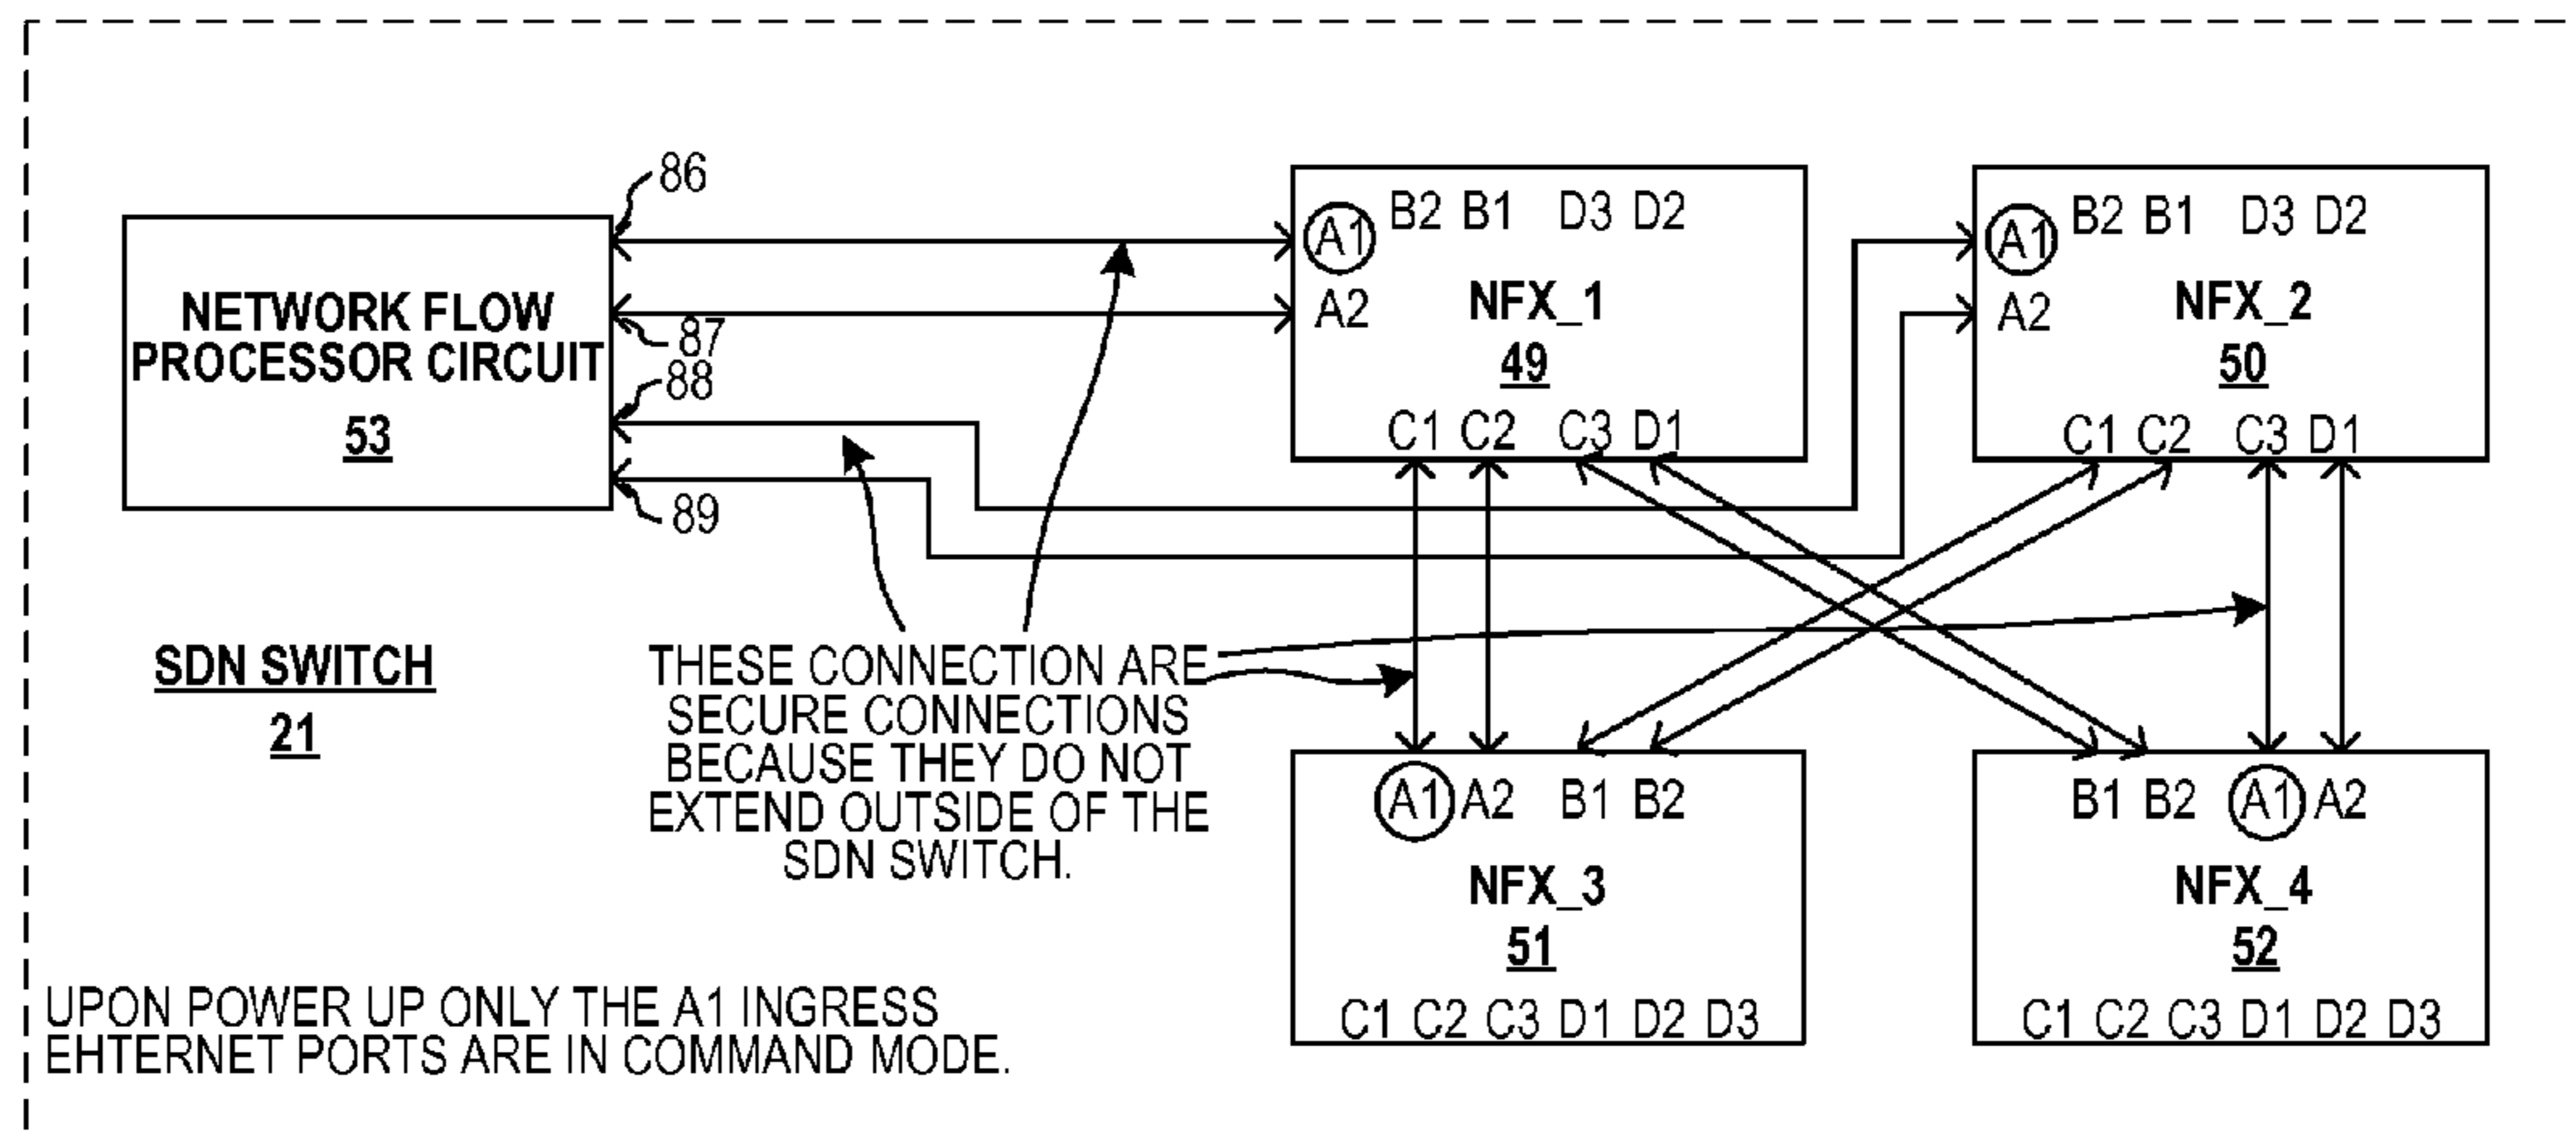 86
87
88
89
NETWORK FLOW
PROCESSOR CIRCUIT
53
A1 B2 B1 D3 D2
A2
NFX_1
49
C1 C2 C3 D1
A1 B2 B1 D3 D2
A2
NFX_2
50
C1 C2 C3 D1
SDN SWITCH
21
THESE CONNECTION ARE
SECURE CONNECTIONS
BECAUSE THEY DO NOT
EXTEND OUTSIDE OF THE
SDN SWITCH.
A1 A2 B1 B2
NFX_3
51
C1 C2 C3 D1 D2 D3
B1 B2 A1 A2
NFX_4
52
C1 C2 C3 D1 D2 D3
UPON POWER UP ONLY THE A1 INGRESS
EHTERNET PORTS ARE IN COMMAND MODE.